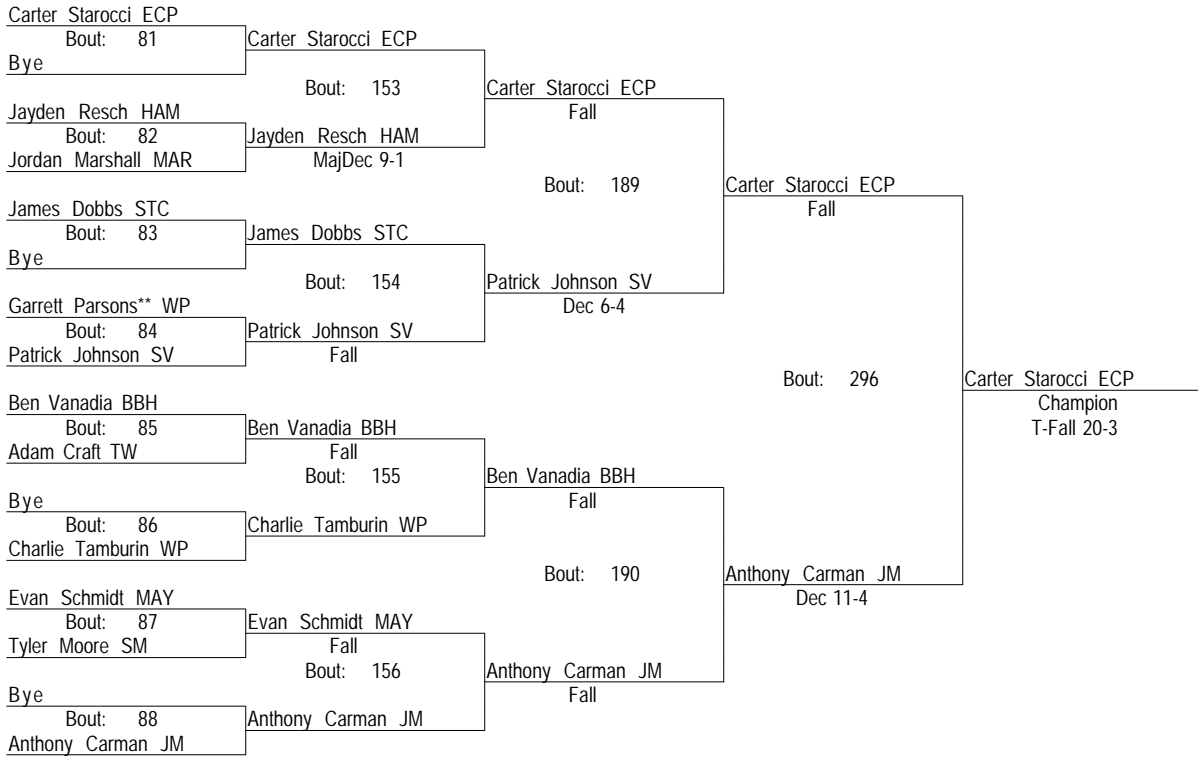 Carter Starocci ECP
Bout: 81
Bye
Carter Starocci ECP
Bout: 153
Jayden Resch HAM
Bout: 82
Jordan Marshall MAR
Jayden Resch HAM
MajDec 9-1
Carter Starocci ECP
Fall
Bout: 189
James Dobbs STC
Bout: 83
Bye
James Dobbs STC
Bout: 154
Garrett Parsons** WP
Bout: 84
Patrick Johnson SV
Patrick Johnson SV
Fall
Patrick Johnson SV
Dec 6-4
Carter Starocci ECP
Fall
Bout: 296
Ben Vanadia BBH
Bout: 85
Adam Craft TW
Ben Vanadia BBH
Fall
Bout: 155
Bye
Bout: 86
Charlie Tamburin WP
Charlie Tamburin WP
Ben Vanadia BBH
Fall
Bout: 190
Evan Schmidt MAY
Bout: 87
Tyler Moore SM
Evan Schmidt MAY
Fall
Bout: 156
Bye
Bout: 88
Anthony Carman JM
Anthony Carman JM
Anthony Carman JM
Fall
Anthony Carman JM
Dec 11-4
Carter Starocci ECP
Champion
T-Fall 20-3